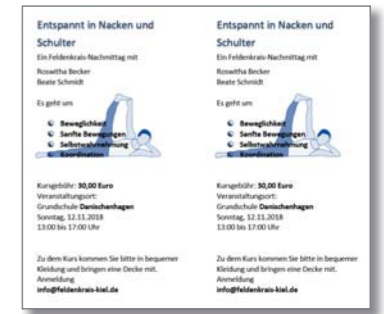 Entspannt in Nacken und
Schulter
Ein Feldenkrais-Nachmittag mit
Roswitha Becker
Beate Schmidt
Es geht um
Beweglichkeit
Sanfte Bewegungen
Selbstwahrnehmung
Koordination
Kursgebühr: 30,00 Euro
Veranstaltungsort:
Grundschule Danischenhagen
Sonntag, 12.11.2018
13:00 bis 17:00 Uhr
Zu dem Kurs kommen Sie bitte in bequemer
Kleidung und bringen eine Decke mit.
Anmeldung
info@feldenkrais-kiel.de
Entspannt in Nacken und
Schulter
Ein Feldenkrais-Nachmittag mit
Roswitha Becker
Beate Schmidt
Es geht um
Beweglichkeit
Sanfte Bewegungen
Selbstwahrnehmung
Koordination
Kursgebühr: 30,00 Euro
Veranstaltungsort:
Grundschule Danischenhagen
Sonntag, 12.11.2018
13:00 bis 17:00 Uhr
Zu dem Kurs kommen Sie bitte in bequemer
Kleidung und bringen eine Decke mit.
Anmeldung
info@feldenkrais-kiel.de